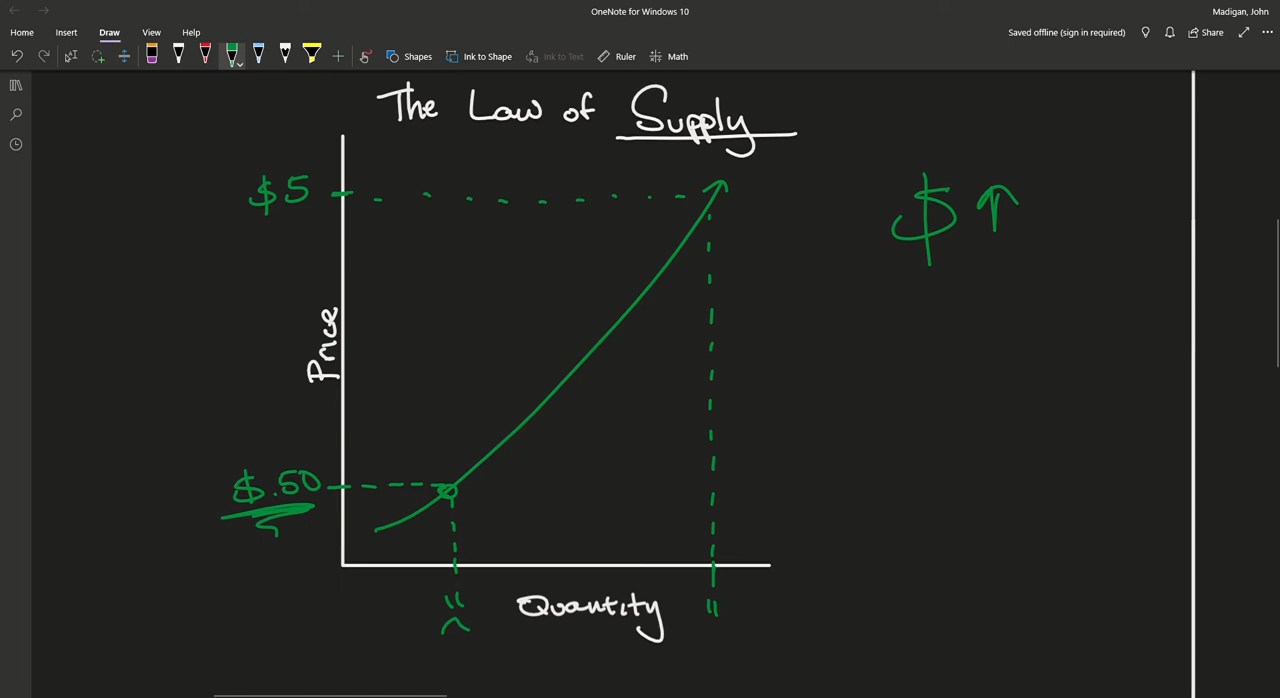 OneNote for Windows 10
Madigan, John
Home Insert Draw View Help
Saved offline (sign in required) Share
Shapes Ink to Shape Ink to Text Ruler Math
The Law of Supply
$5
$ ↑
Price
$.50
Quantity